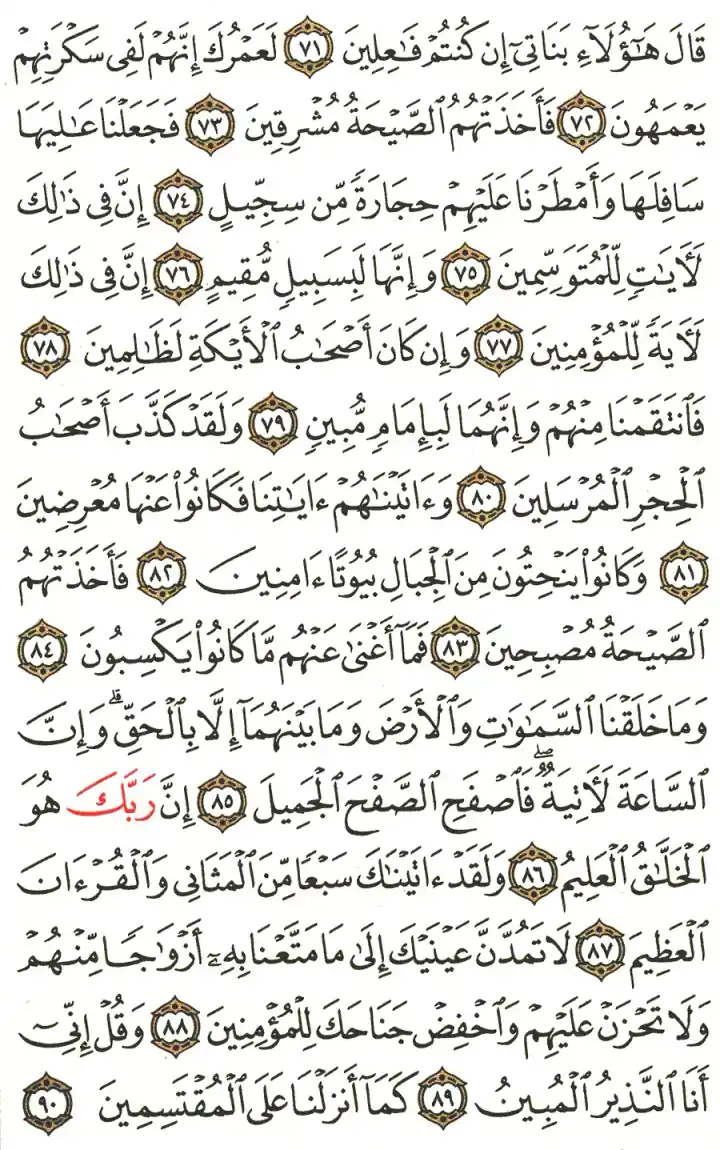 قَالَ هَٰٓؤُلَآءِ بَنَاتِيٓ إِن كُنتُمْ فَٰعِلِينَ ٧١ لَعَمْرُكَ إِنَّهُمْ لَفِي سَكْرَتِهِمْ
يَعْمَهُونَ ٧٢ فَأَخَذَتْهُمُ ٱلصَّيْحَةُ مُشْرِقِينَ ٧٣ فَجَعَلْنَا عَٰلِيَهَا
سَافِلَهَا وَأَمْطَرْنَا عَلَيْهِمْ حِجَارَةً مِّن سِجِّيلٍ ٧٤ إِنَّ فِي ذَٰلِكَ
لَأٓيَٰتٍ لِّلْمُتَوَسِّمِينَ ٧٥ وَإِنَّهَا لَبِسَبِيلٍ مُّقِيمٍ ٧٦ إِنَّ فِي ذَٰلِكَ
لَأٓيَةً لِّلْمُؤْمِنِينَ ٧٧ وَإِن كَانَ أَصْحَٰبُ ٱلْأَيْكَةِ لَظَٰلِمِينَ ٧٨
فَٱنتَقَمْنَا مِنْهُمْ وَإِنَّهُمَا لَبِإِمَامٍ مُّبِينٍ ٧٩ وَلَقَدْ كَذَّبَ أَصْحَٰبُ
ٱلْحِجْرِ ٱلْمُرْسَلِينَ ٨٠ وَءَاتَيْنَٰهُمْ ءَايَٰتِنَا فَكَانُوا۟ عَنْهَا مُعْرِضِينَ
٨١ وَكَانُوا۟ يَنْحِتُونَ مِنَ ٱلْجِبَالِ بُيُوتًا ءَامِنِينَ ٨٢ فَأَخَذَتْهُمُ
ٱلصَّيْحَةُ مُصْبِحِينَ ٨٣ فَمَآ أَغْنَىٰ عَنْهُم مَّا كَانُوا۟ يَكْسِبُونَ ٨٤
وَمَا خَلَقْنَا ٱلسَّمَٰوَٰتِ وَٱلْأَرْضَ وَمَا بَيْنَهُمَآ إِلَّا بِٱلْحَقِّ ۗ وَإِنَّ
ٱلسَّاعَةَ لَأٓتِيَةٌ ۖ فَٱصْفَحِ ٱلصَّفْحَ ٱلْجَمِيلَ ٨٥ إِنَّ رَبَّكَ هُوَ
ٱلْخَلَّٰقُ ٱلْعَلِيمُ ٨٦ وَلَقَدْ ءَاتَيْنَٰكَ سَبْعًا مِّنَ ٱلْمَثَانِي وَٱلْقُرْءَانَ
ٱلْعَظِيمَ ٨٧ لَا تَمُدَّنَّ عَيْنَيْكَ إِلَىٰ مَا مَتَّعْنَا بِهِۦٓ أَزْوَٰجًا مِّنْهُمْ
وَلَا تَحْزَنْ عَلَيْهِمْ وَٱخْفِضْ جَنَاحَكَ لِلْمُؤْمِنِينَ ٨٨ وَقُلْ إِنِّيٓ
أَنَا ٱلنَّذِيرُ ٱلْمُبِينُ ٨٩ كَمَآ أَنزَلْنَا عَلَى ٱلْمُقْتَسِمِينَ ٩٠